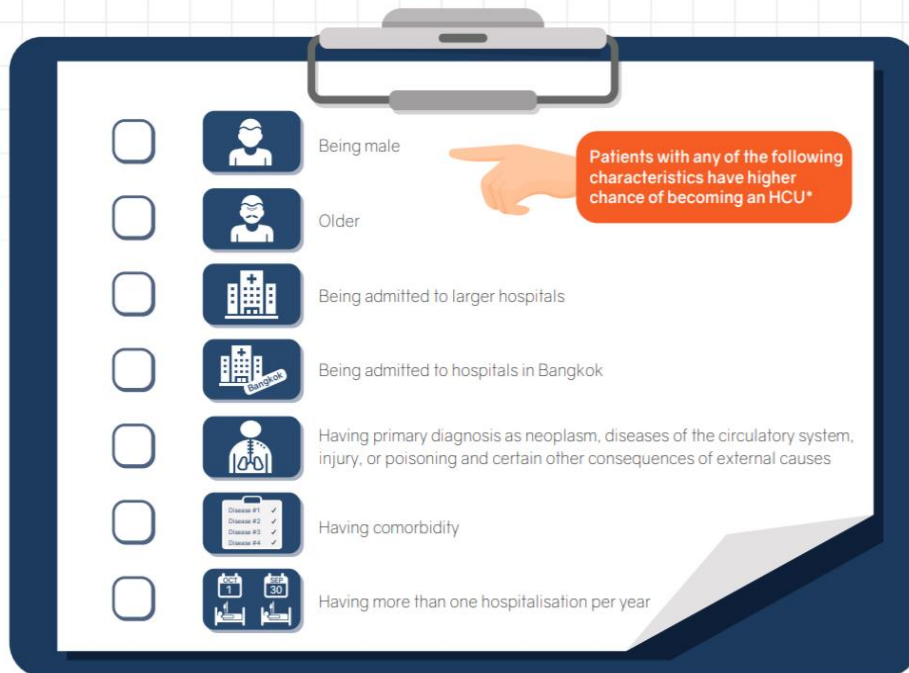 Being male
Patients with any of the following
characteristics have higher
chance of becoming an HCU*
Older
Being admitted to larger hospitals
Bangkok
Being admitted to hospitals in Bangkok
Having primary diagnosis as neoplasm, diseases of the circulatory system,
injury, or poisoning and certain other consequences of external causes
Disease #1 ✓
Disease #2 ✓
Disease #3 ✓
Disease #4 ✓
Having comorbidity
OCT SEP
1 30
Having more than one hospitalisation per year